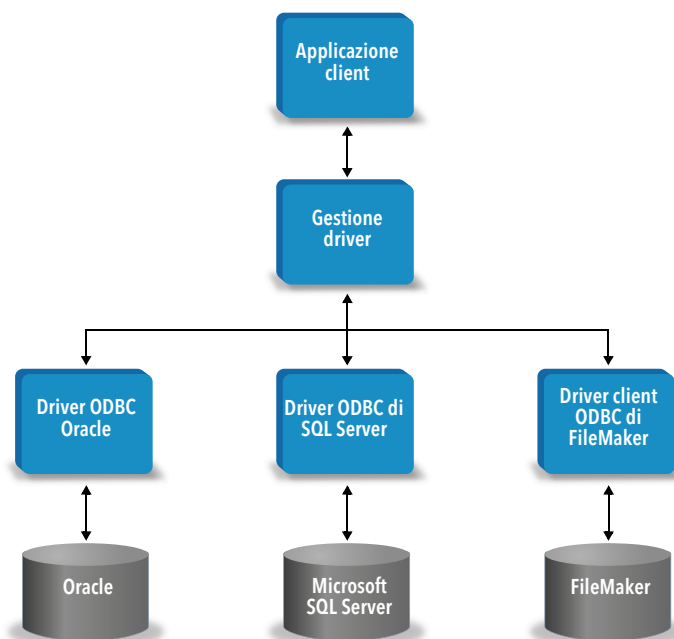 Applicazione
client
Gestione
driver
Driver ODBC
Oracle
Driver ODBC di
SQL Server
Driver client
ODBC di
FileMaker
Oracle
Microsoft
SQL Server
FileMaker